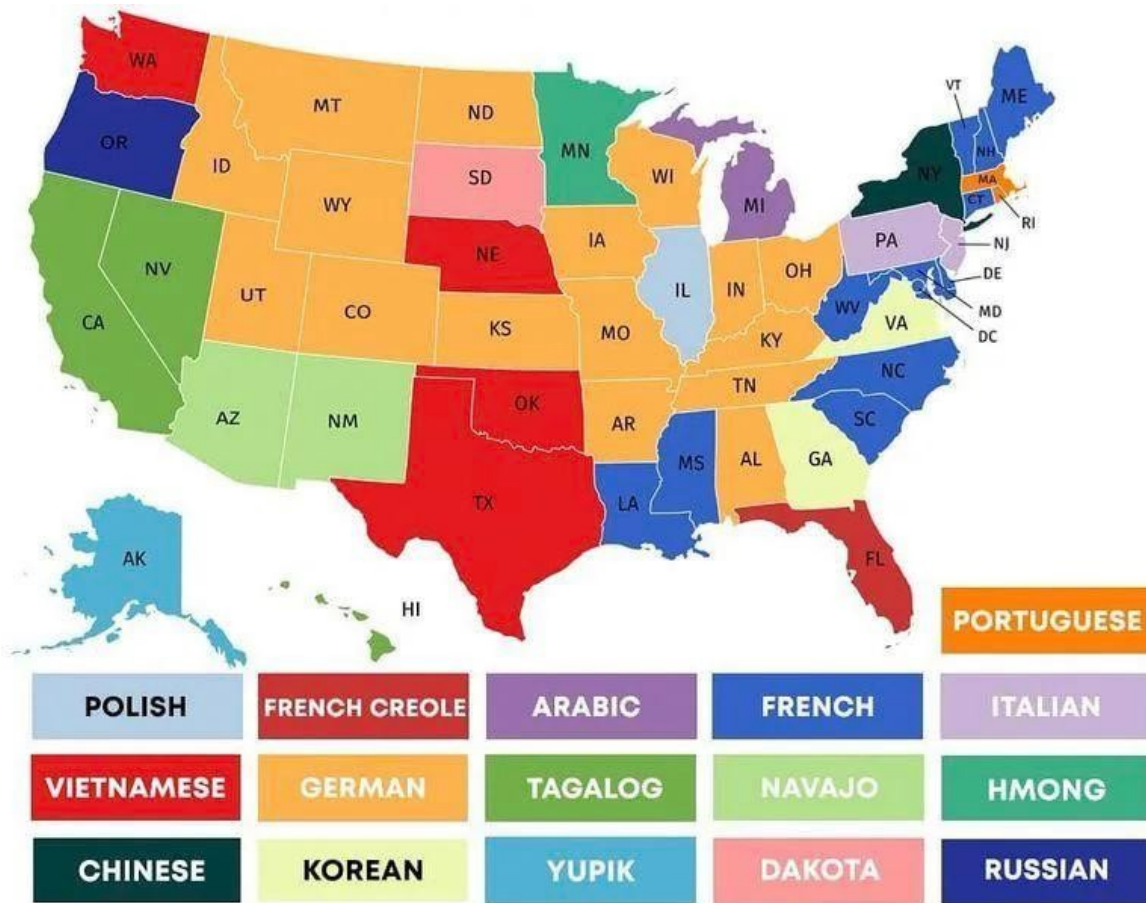 WA
MT
ND
MN
VT
ME
OR
ID
WY
SD
WI
MI
NY
NH
MA
CT
RI
NV
UT
CO
NE
IA
IL
IN
OH
PA
NJ
CA
KS
MO
KY
WV
VA
DE
MD
DC
AZ
NM
OK
AR
TN
NC
SC
TX
LA
MS
AL
GA
FL
AK
HI
PORTUGUESE
POLISH
FRENCH CREOLE
ARABIC
FRENCH
ITALIAN
VIETNAMESE
GERMAN
TAGALOG
NAVAJO
HMONG
CHINESE
KOREAN
YUPIK
DAKOTA
RUSSIAN